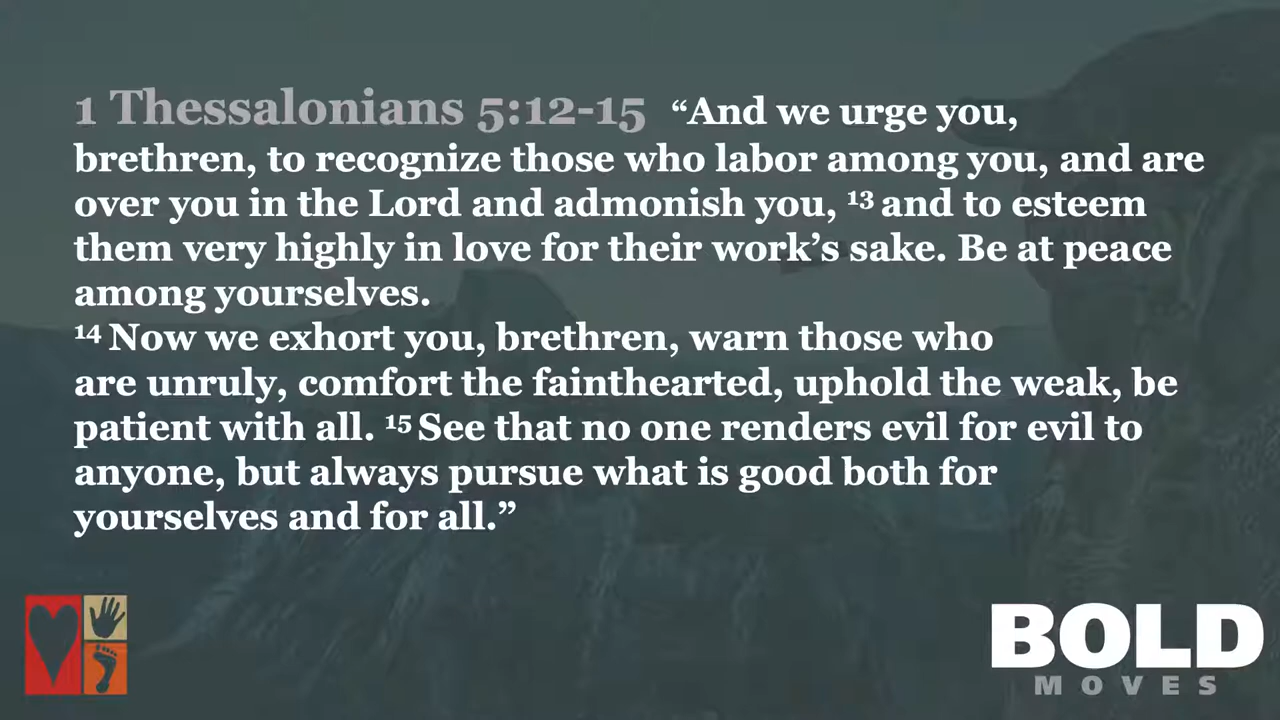 1 Thessalonians 5:12-15 “And we urge you,
brethren, to recognize those who labor among you, and are
over you in the Lord and admonish you, ¹³ and to esteem
them very highly in love for their work’s sake. Be at peace
among yourselves.
¹⁴ Now we exhort you, brethren, warn those who
are unruly, comfort the fainthearted, uphold the weak, be
patient with all. ¹⁵ See that no one renders evil for evil to
anyone, but always pursue what is good both for
yourselves and for all.”
BOLD
MOVES